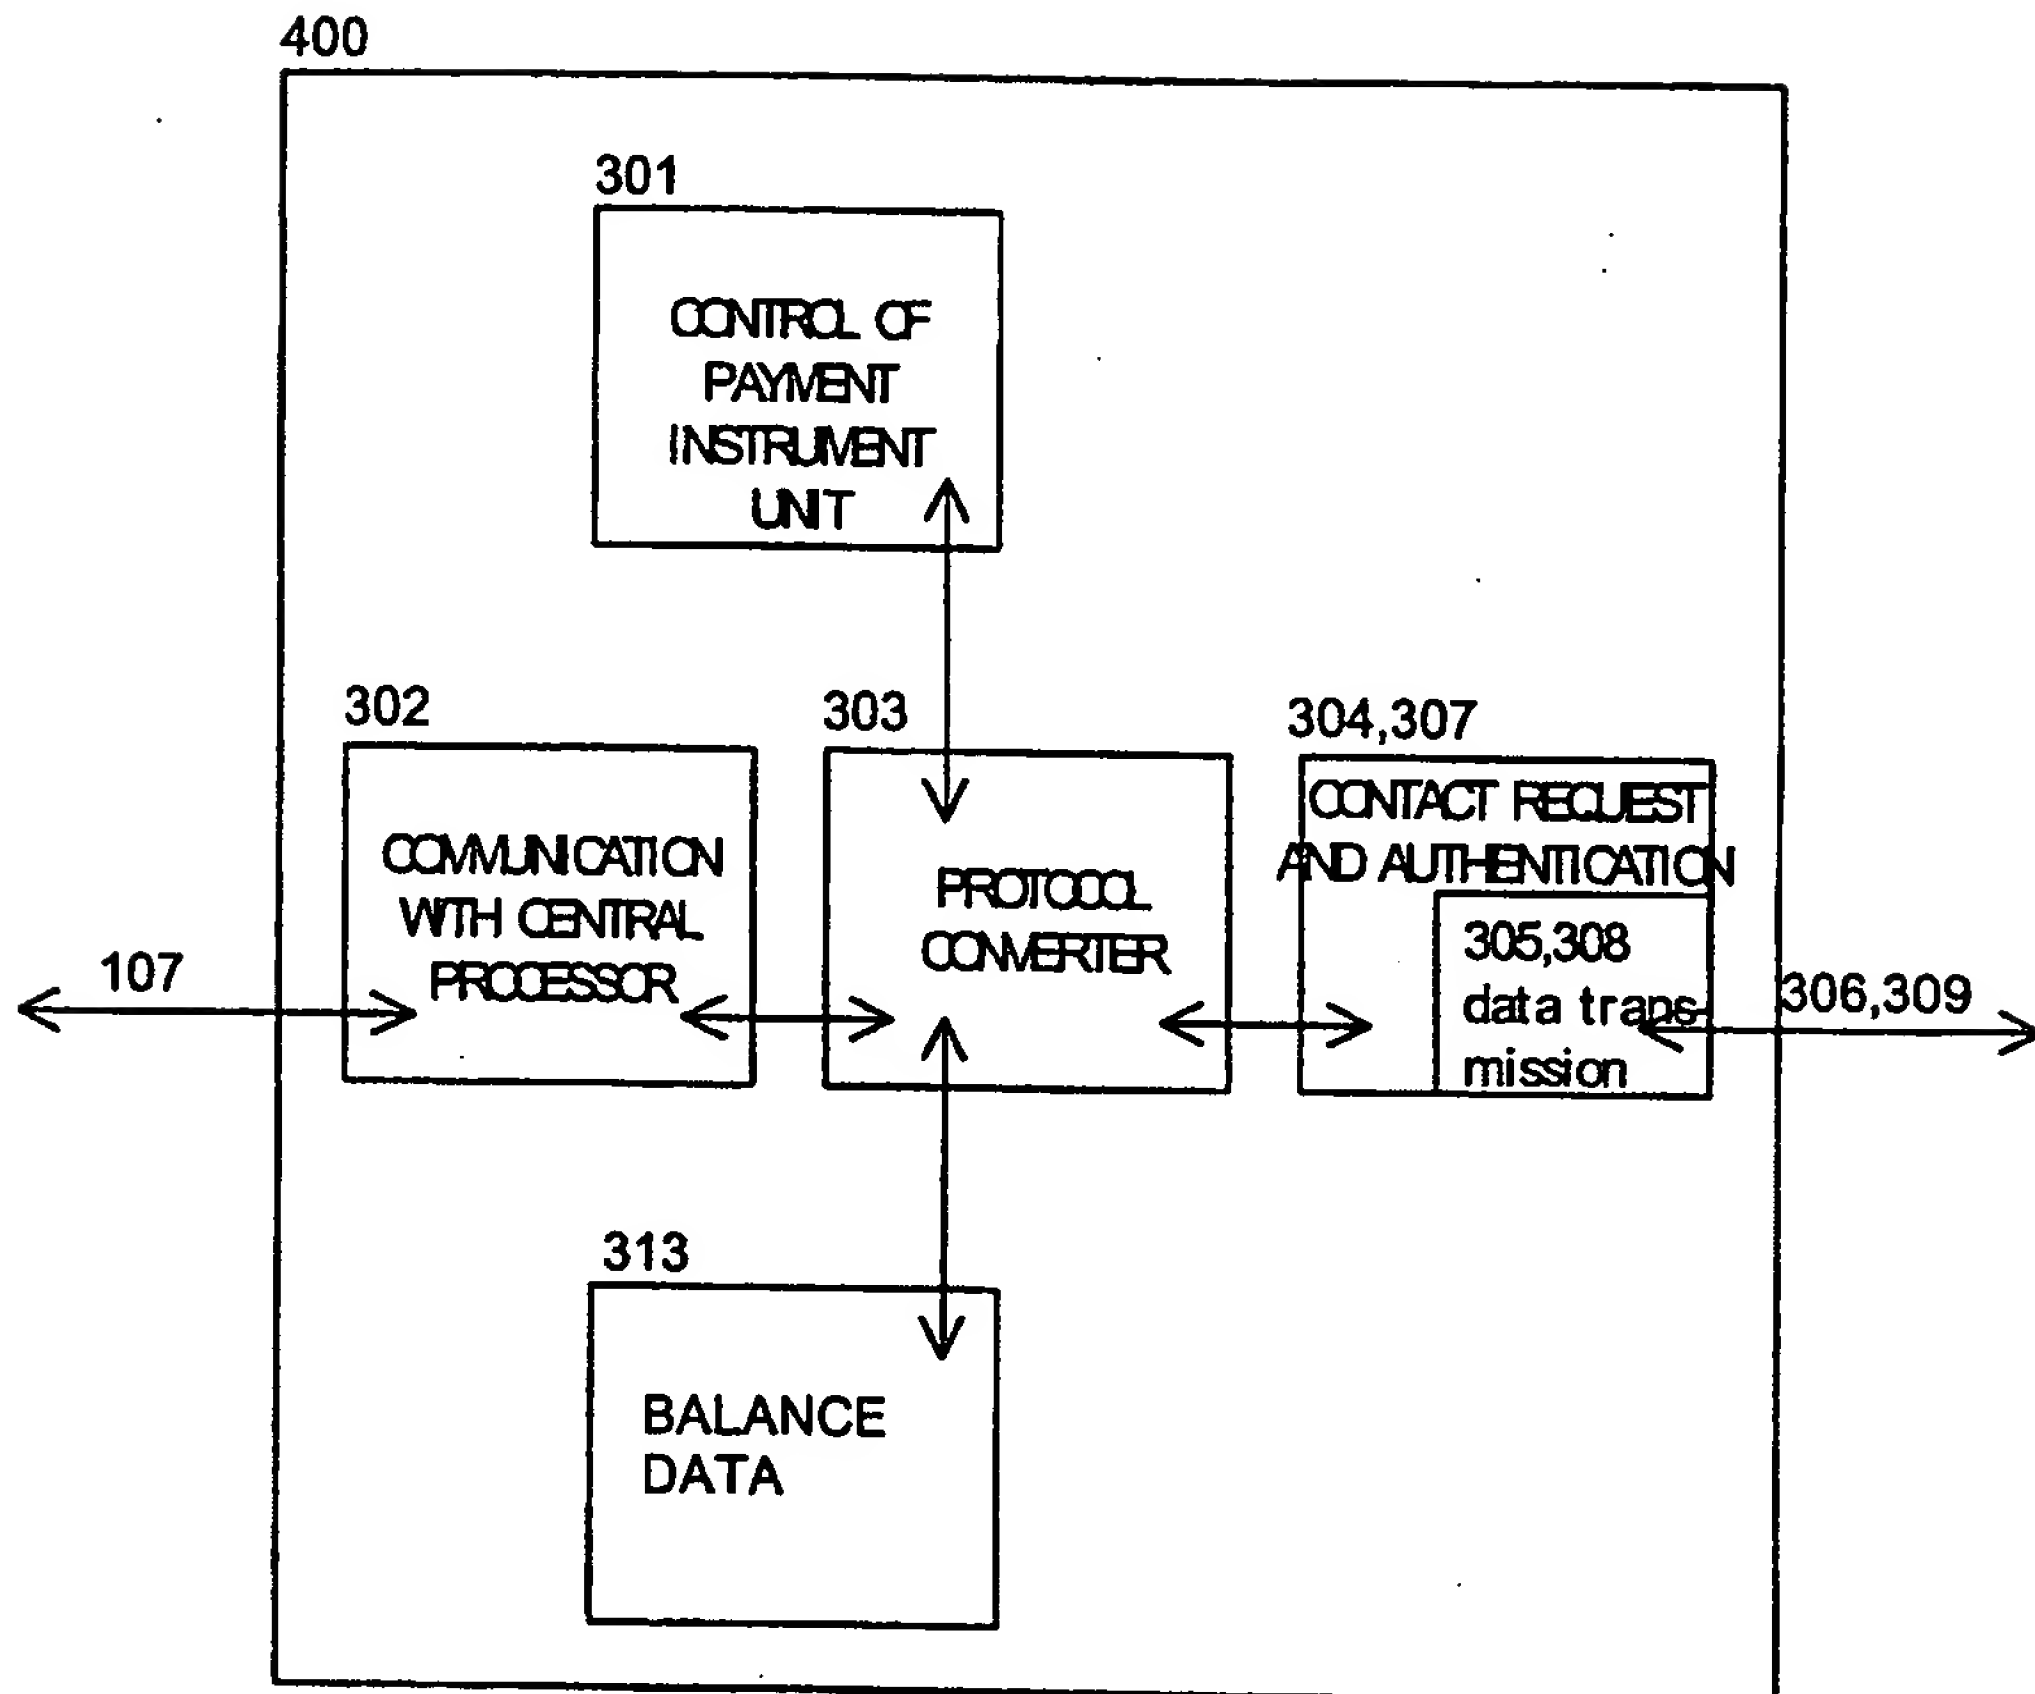 400
301
CONTROL OF
PAYMENT
INSTRUMENT
UNIT
302
303
304,307
COMMUNICATION
WITH CENTRAL
PROCESSOR
PROTOCOL
CONVERTER
CONTACT REQUEST
AND AUTHENTICATION
305,308
data trans-
mission
107
306,309
313
BALANCE
DATA